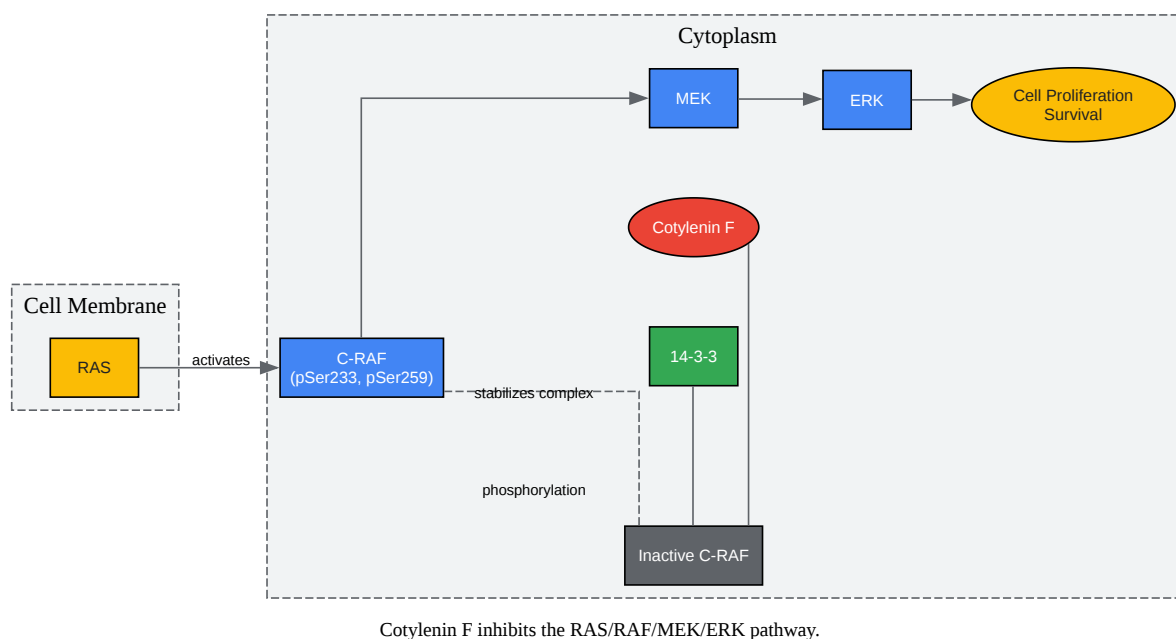 Cytoplasm
MEK
ERK
Cell Proliferation
Survival
Cotylenin F
Cell Membrane
RAS
activates
C-RAF
(pSer233, pSer259)
14-3-3
stabilizes complex
phosphorylation
Inactive C-RAF
Cotylenin F inhibits the RAS/RAF/MEK/ERK pathway.